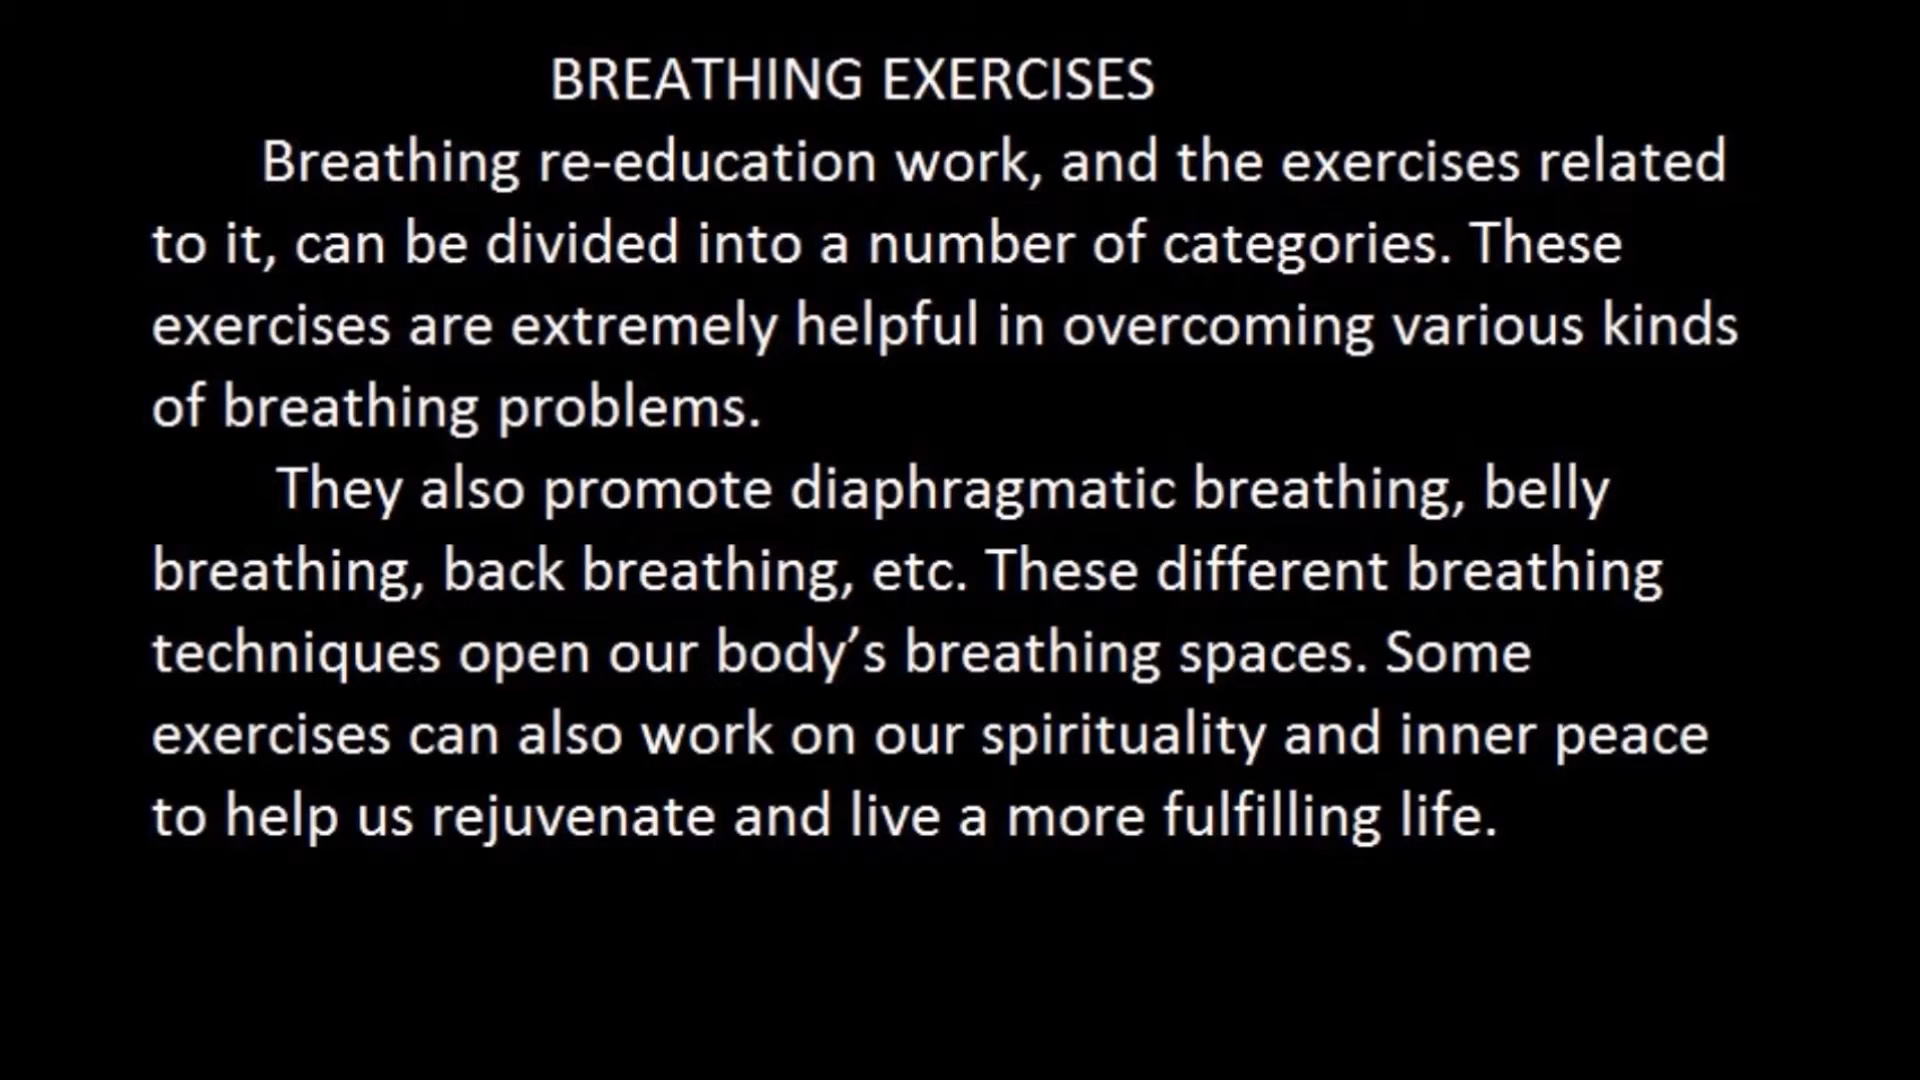 BREATHING EXERCISES
Breathing re-education work, and the exercises related
to it, can be divided into a number of categories. These
exercises are extremely helpful in overcoming various kinds
of breathing problems.
They also promote diaphragmatic breathing, belly
breathing, back breathing, etc. These different breathing
techniques open our body’s breathing spaces. Some
exercises can also work on our spirituality and inner peace
to help us rejuvenate and live a more fulfilling life.